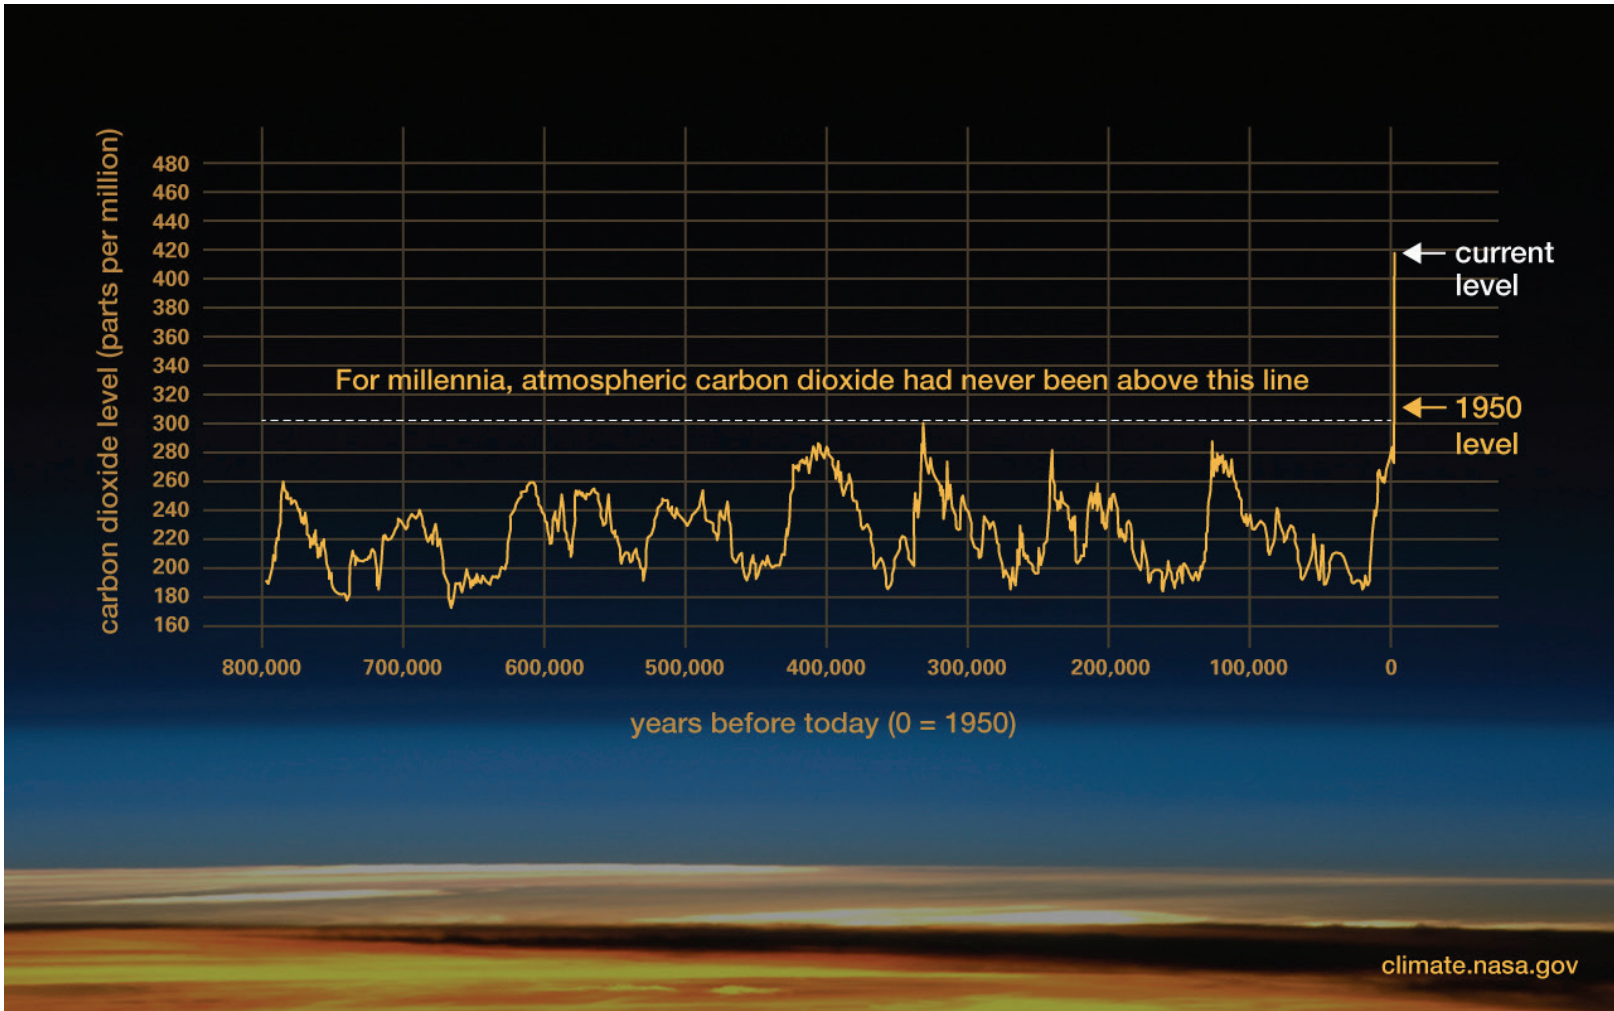 carbon dioxide level (parts per million)
480
460
440
420
400
380
360
340
320
300
280
260
240
220
200
180
160
For millennia, atmospheric carbon dioxide had never been above this line
current
level
1950
level
800,000 700,000 600,000 500,000 400,000 300,000 200,000 100,000 0
years before today (0 = 1950)
climate.nasa.gov